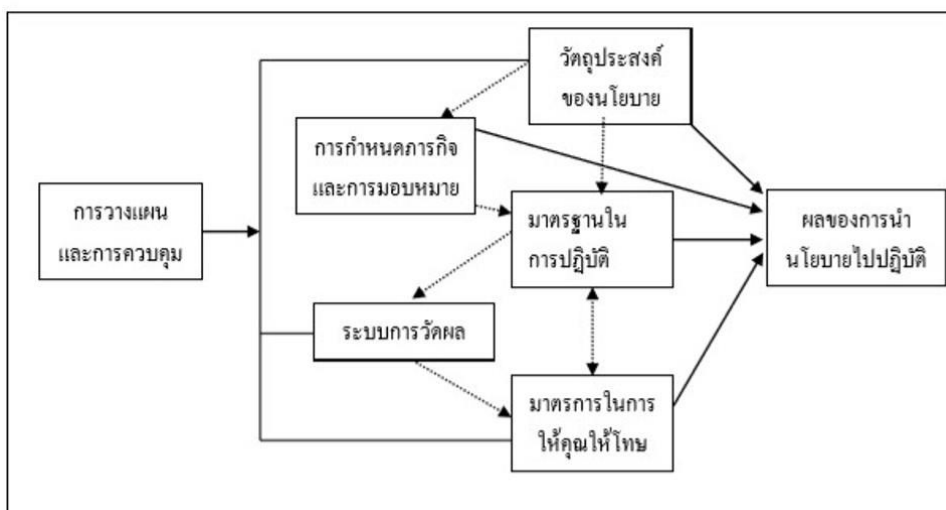 วัตถุประสงค์
ของนโยบาย
การกำหนดภารกิจ
และการมอบหมาย
การวางแผน
และการควบคุม
มาตรฐานใน
การปฏิบัติ
ผลของการนำ
นโยบายไปปฏิบัติ
ระบบการวัดผล
มาตรการในการ
ให้คุณให้โทษ